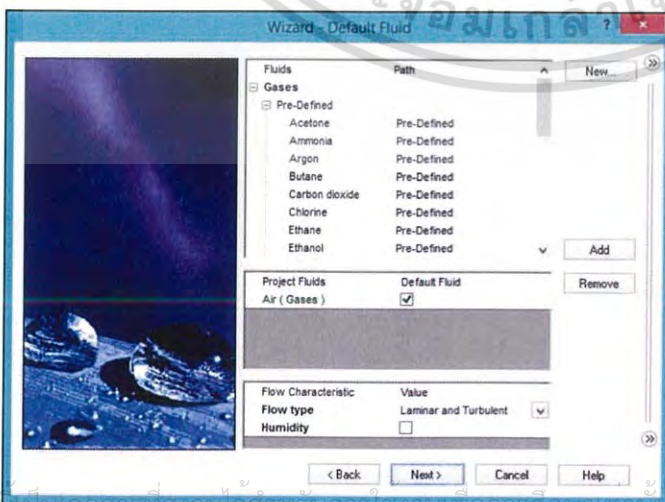 Wizard - Default Fluid
Fluids Path
Gases
Pre-Defined
Acetone Pre-Defined
Ammonia Pre-Defined
Argon Pre-Defined
Butane Pre-Defined
Carbon dioxide Pre-Defined
Chlorine Pre-Defined
Ethane Pre-Defined
Ethanol Pre-Defined
New...
Add
Remove
Project Fluids Default Fluid
Air ( Gases )
Flow Characteristic Value
Flow type Laminar and Turbulent
Humidity
< Back Next > Cancel Help